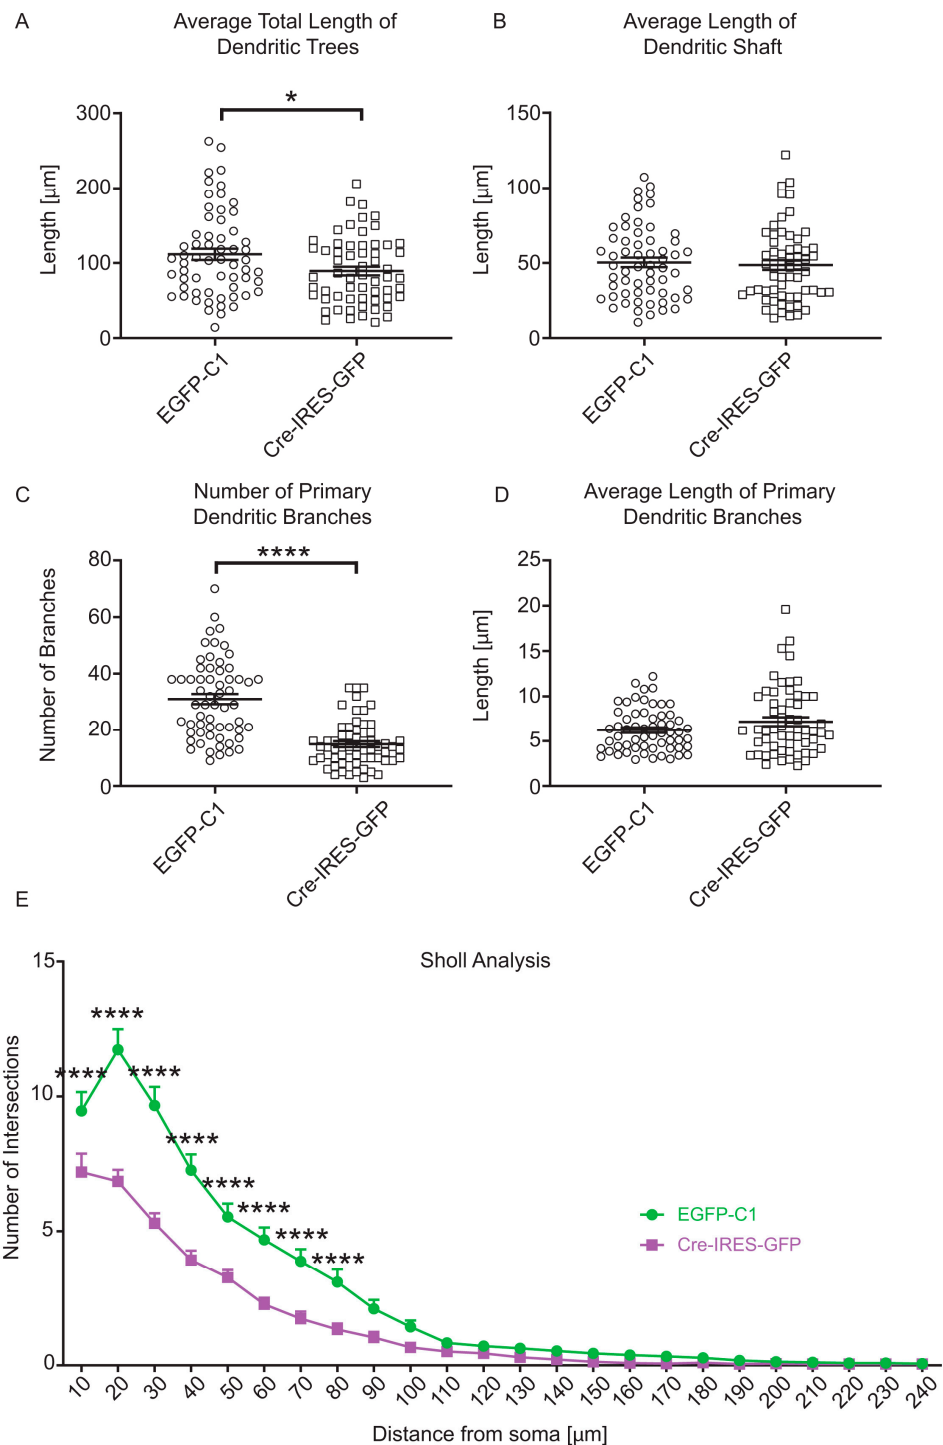 A
Average Total Length of
Dendritic Trees
*
300
200
100
0
Length [µm]
EGFP-C1
Cre-IRES-GFP
B
Average Length of
Dendritic Shaft
150
100
50
0
Length [µm]
EGFP-C1
Cre-IRES-GFP
C
Number of Primary
Dendritic Branches
****
80
60
40
20
0
Number of Branches
EGFP-C1
Cre-IRES-GFP
D
Average Length of Primary
Dendritic Branches
25
20
15
10
5
0
Length [µm]
EGFP-C1
Cre-IRES-GFP
E
Sholl Analysis
15
10
5
0
Number of Intersections
****
****
****
****
****
****
****
****
EGFP-C1
Cre-IRES-GFP
10 20 30 40 50 60 70 80 90 100 110 120 130 140 150 160 170 180 190 200 210 220 230 240
Distance from soma [µm]